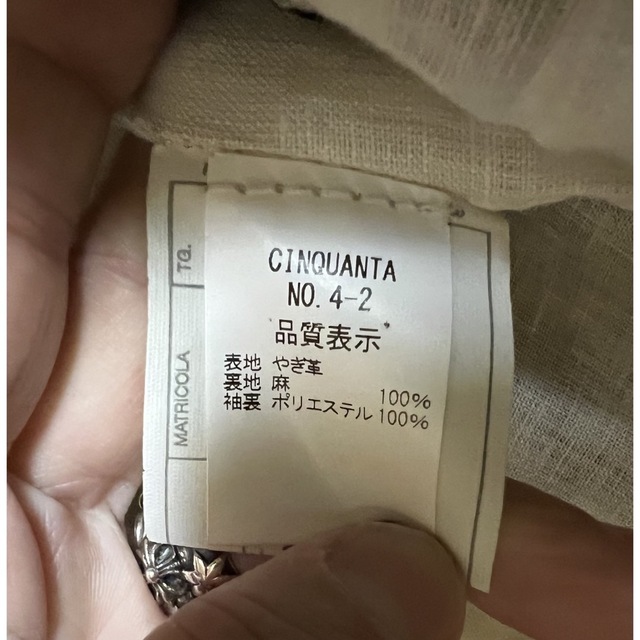 CINQUANTA
NO. 4-2
品質表示
表地 やぎ革
裏地 麻 100%
袖裏 ポリエステル 100%
TG.
MATRICOLA